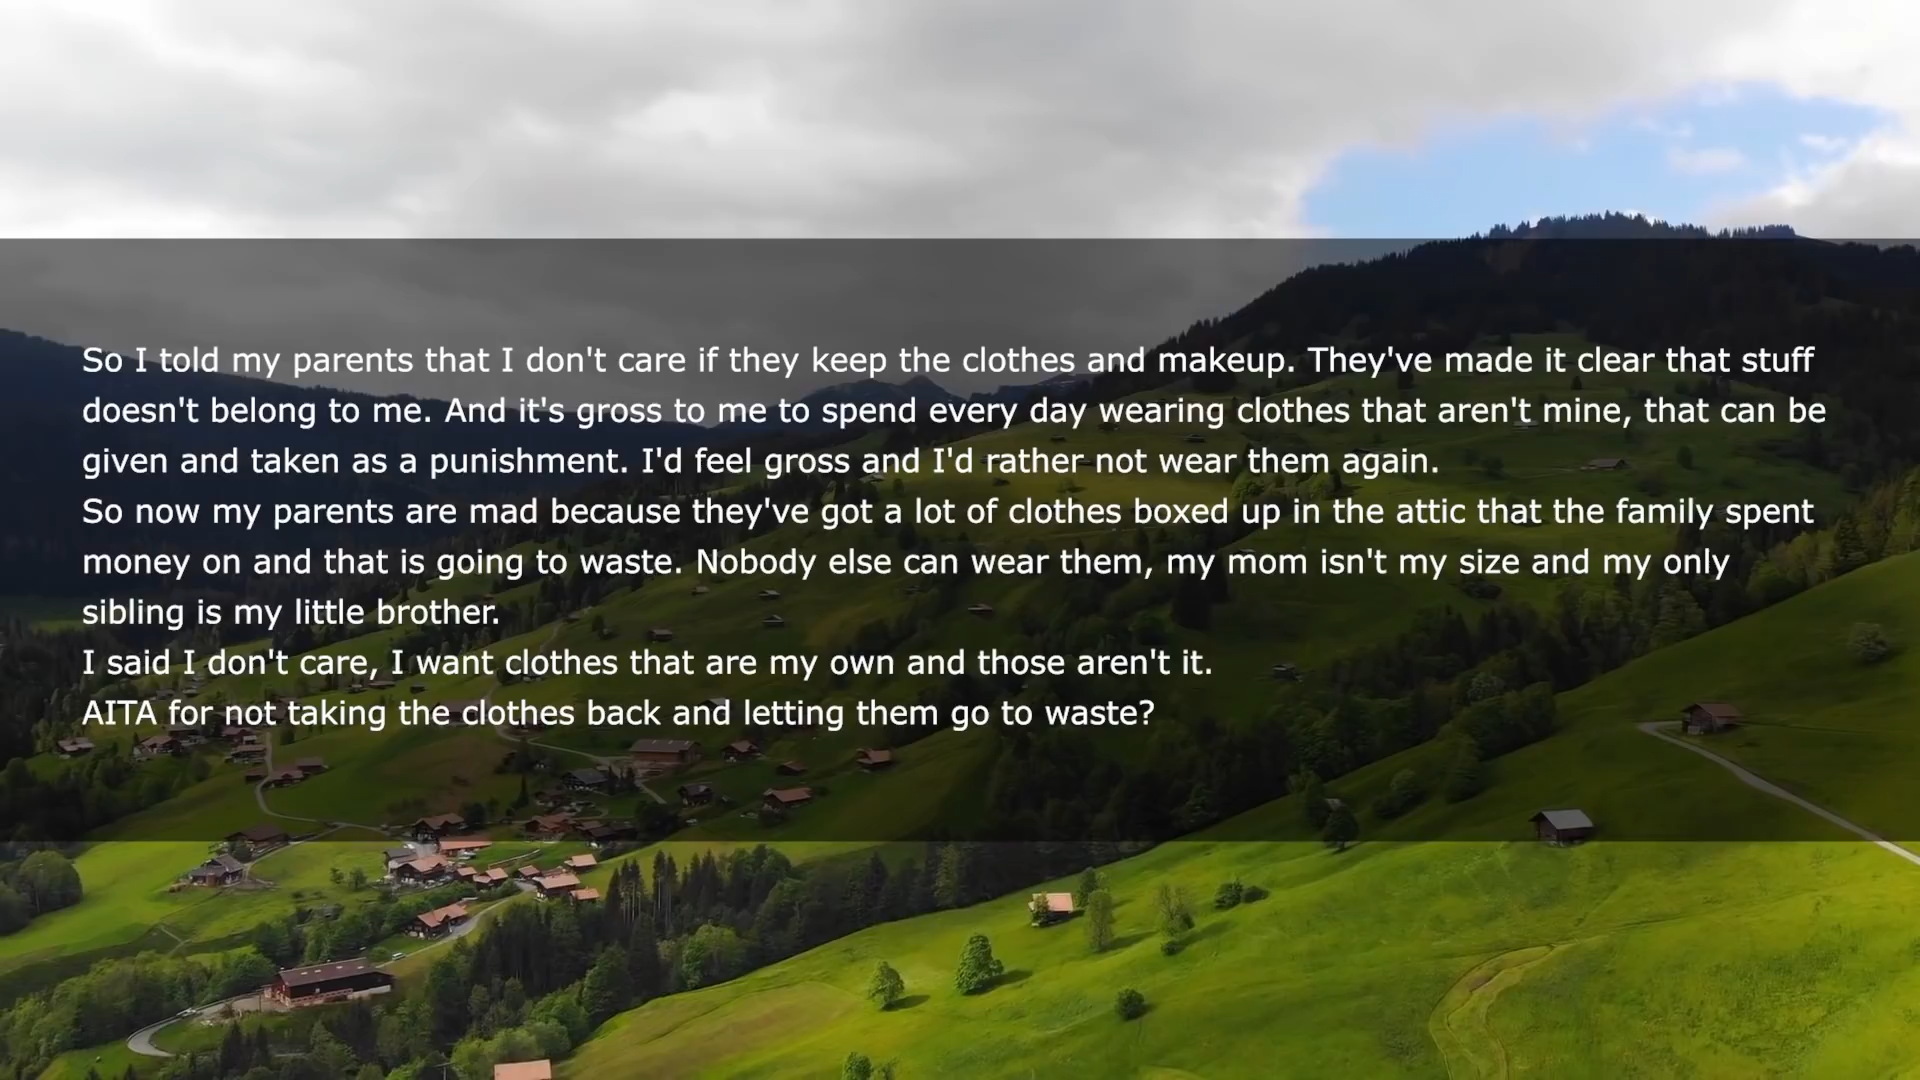 So I told my parents that I don't care if they keep the clothes and makeup. They've made it clear that stuff
doesn't belong to me. And it's gross to me to spend every day wearing clothes that aren't mine, that can be
given and taken as a punishment. I'd feel gross and I'd rather not wear them again.
So now my parents are mad because they've got a lot of clothes boxed up in the attic that the family spent
money on and that is going to waste. Nobody else can wear them, my mom isn't my size and my only
sibling is my little brother.
I said I don't care, I want clothes that are my own and those aren't it.
AITA for not taking the clothes back and letting them go to waste?